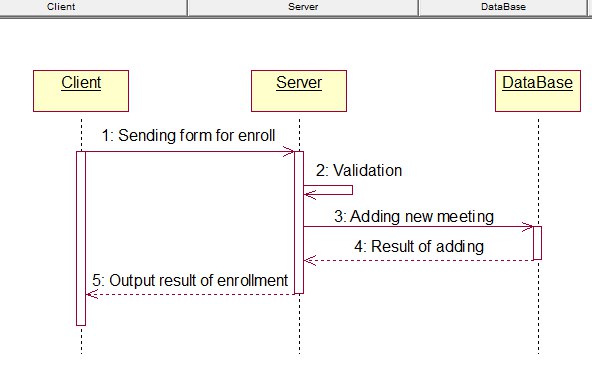 Client Server DataBase
Client Server DataBase
1: Sending form for enroll
2: Validation
3: Adding new meeting
4: Result of adding
5: Output result of enrollment